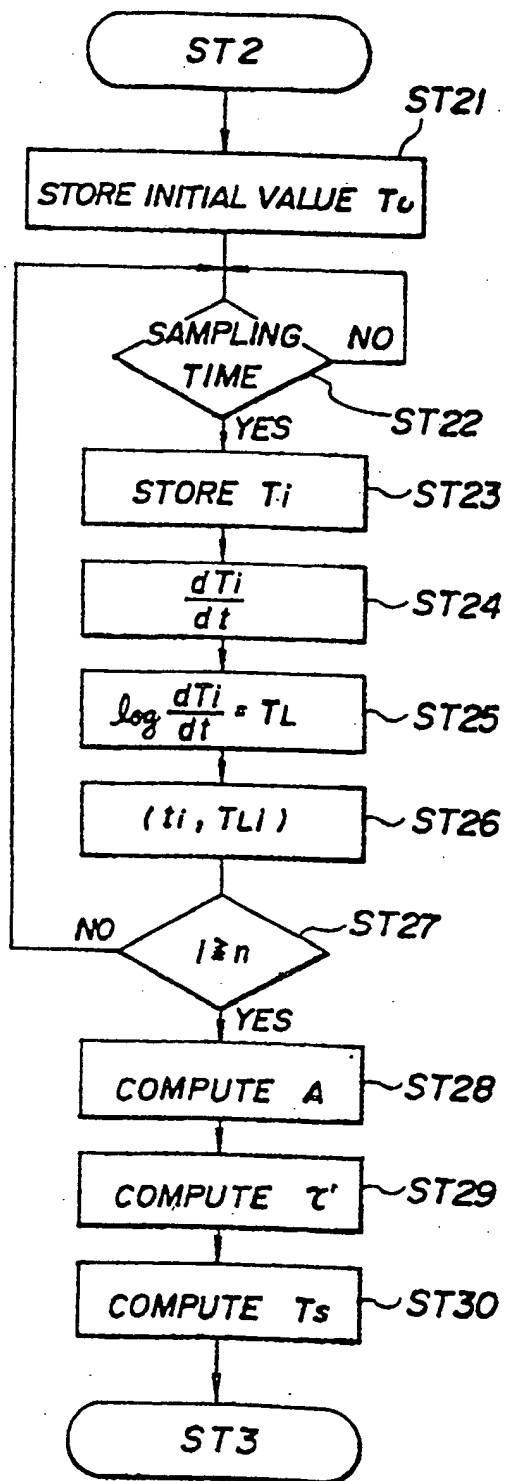 ST2
ST21
STORE INITIAL VALUE To
SAMPLING
TIME
NO
ST22
YES
STORE Ti
ST23
dTi
dt
ST24
log dTi/dt = TL
ST25
(ti, TLi)
ST26
NO
ST27
i ≧ n
YES
COMPUTE A
ST28
COMPUTE τ'
ST29
COMPUTE Ts
ST30
ST3